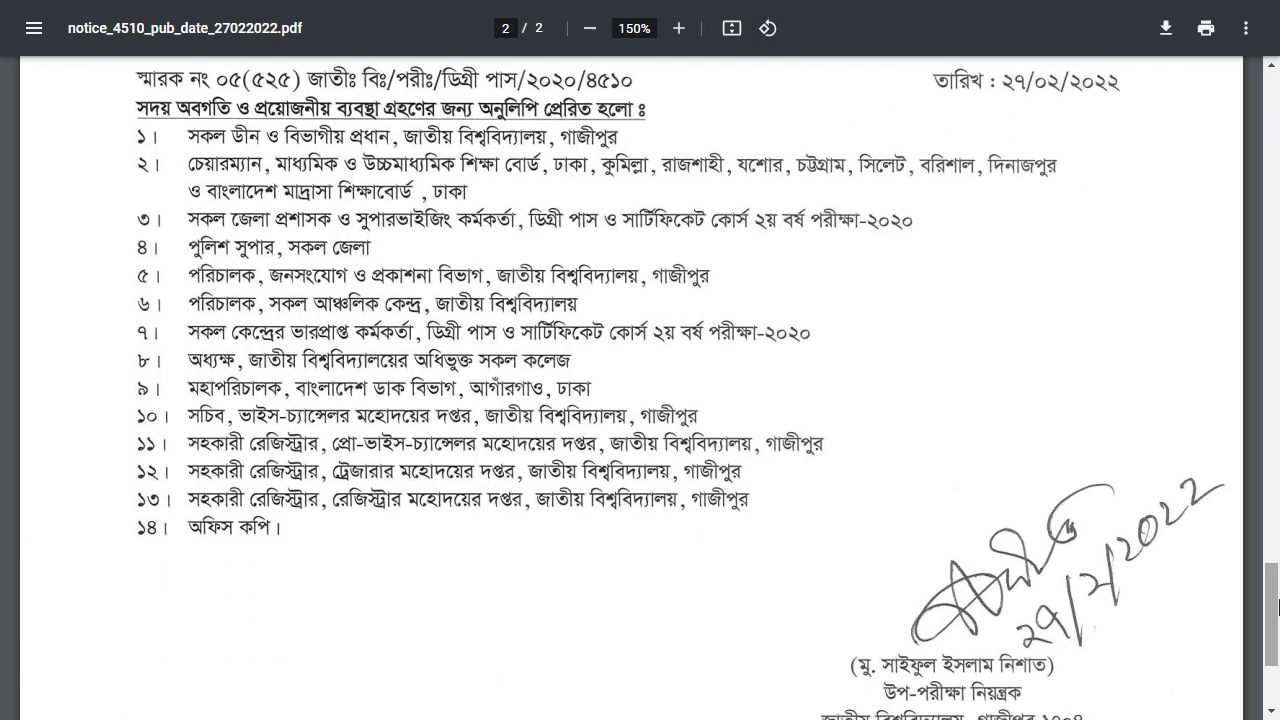 notice_4510_pub_date_27022022.pdf
2 / 2
150%
স্মারক নং ০৫(৫২৫) জাতীঃ বিঃ/পরীঃ/ডিগ্রী পাস/২০২০/৪৫১০ তারিখ : ২৭/০২/২০২২
সদয় অবগতি ও প্রয়োজনীয় ব্যবস্থা গ্রহণের জন্য অনুলিপি প্রেরিত হলো ঃ
১। সকল ডীন ও বিভাগীয় প্রধান, জাতীয় বিশ্ববিদ্যালয়, গাজীপুর
২। চেয়ারম্যান, মাধ্যমিক ও উচ্চমাধ্যমিক শিক্ষা বোর্ড, ঢাকা, কুমিল্লা, রাজশাহী, যশোর, চট্টগ্রাম, সিলেট, বরিশাল, দিনাজপুর
ও বাংলাদেশ মাদ্রাসা শিক্ষাবোর্ড , ঢাকা
৩। সকল জেলা প্রশাসক ও সুপারভাইজিং কর্মকর্তা, ডিগ্রী পাস ও সার্টিফিকেট কোর্স ২য় বর্ষ পরীক্ষা-২০২০
৪। পুলিশ সুপার, সকল জেলা
৫। পরিচালক, জনসংযোগ ও প্রকাশনা বিভাগ, জাতীয় বিশ্ববিদ্যালয়, গাজীপুর
৬। পরিচালক, সকল আঞ্চলিক কেন্দ্র, জাতীয় বিশ্ববিদ্যালয়
৭। সকল কেন্দ্রের ভারপ্রাপ্ত কর্মকর্তা, ডিগ্রী পাস ও সার্টিফিকেট কোর্স ২য় বর্ষ পরীক্ষা-২০২০
৮। অধ্যক্ষ, জাতীয় বিশ্ববিদ্যালয়ের অধিভুক্ত সকল কলেজ
৯। মহাপরিচালক, বাংলাদেশ ডাক বিভাগ, আগাঁরগাও, ঢাকা
১০। সচিব, ভাইস-চ্যান্সেলর মহোদয়ের দপ্তর, জাতীয় বিশ্ববিদ্যালয়, গাজীপুর
১১। সহকারী রেজিস্ট্রার, প্রো-ভাইস-চ্যান্সেলর মহোদয়ের দপ্তর, জাতীয় বিশ্ববিদ্যালয়, গাজীপুর
১২। সহকারী রেজিস্ট্রার, ট্রেজারার মহোদয়ের দপ্তর, জাতীয় বিশ্ববিদ্যালয়, গাজীপুর
১৩। সহকারী রেজিস্ট্রার, রেজিস্ট্রার মহোদয়ের দপ্তর, জাতীয় বিশ্ববিদ্যালয়, গাজীপুর
১৪। অফিস কপি।
২৭/২/২০২২
(মু. সাইফুল ইসলাম নিশাত)
উপ-পরীক্ষা নিয়ন্ত্রক